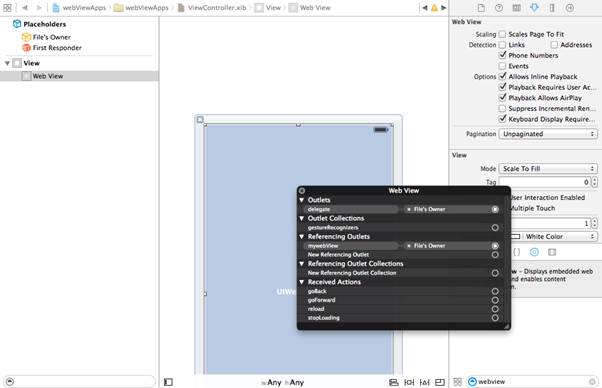 webViewApps webViewApps ViewController.xib View Web View
Placeholders
File's Owner
First Responder
View
Web View
UIWe
wAny hAny
Web View
Outlets
delegate File's Owner
Outlet Collections
gestureRecognizers
Referencing Outlets
mywebView File's Owner
New Referencing Outlet
Referencing Outlet Collections
New Referencing Outlet Collection
Received Actions
goBack
goForward
reload
stopLoading
Web View
Scaling Scales Page To Fit
Detection Links Addresses
Phone Numbers
Events
Options Allows Inline Playback
Playback Requires User Ac...
Playback Allows AirPlay
Suppress Incremental Ren...
Keyboard Display Require...
Pagination Unpaginated
View
Mode Scale To Fill
Tag 0
User Interaction Enabled
Multiple Touch
1
White Color
{ }
w - Displays embedded web
nd enables content
webview